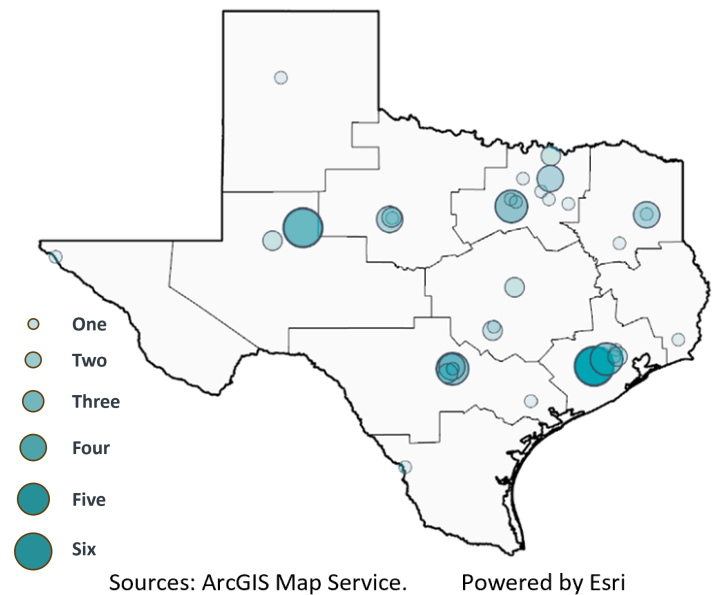 One
Two
Three
Four
Five
Six
Sources: ArcGIS Map Service. Powered by Esri